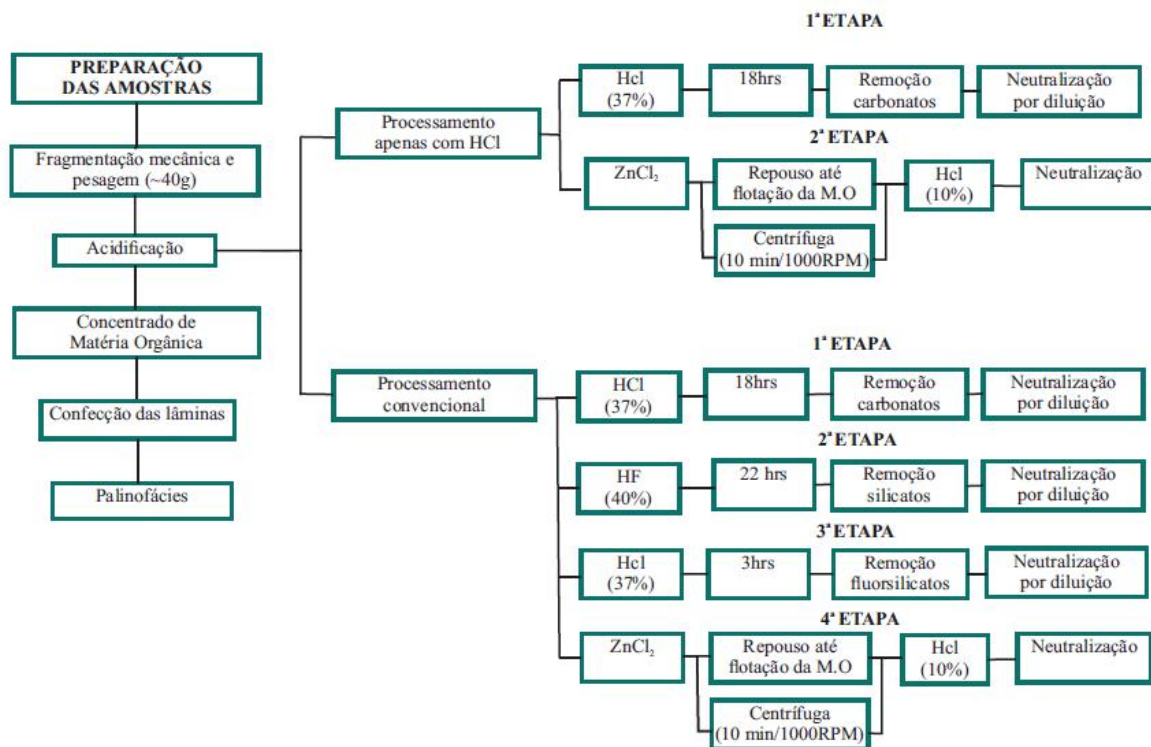 PREPARAÇÃO
DAS AMOSTRAS
Fragmentação mecânica e
pesagem (~40g)
Acidificação
Concentrado de
Matéria Orgânica
Confecção das lâminas
Palinofácies
Processamento
apenas com HCl
1ª ETAPA
Hcl
(37%)
18hrs
Remoção
carbonatos
Neutralização
por diluição
2ª ETAPA
ZnCl₂
Repouso até
flotação da M.O
Centrífuga
(10 min/1000RPM)
Hcl
(10%)
Neutralização
Processamento
convencional
1ª ETAPA
HCl
(37%)
18hrs
Remoção
carbonatos
Neutralização
por diluição
2ª ETAPA
HF
(40%)
22 hrs
Remoção
silicatos
Neutralização
por diluição
3ª ETAPA
Hcl
(37%)
3hrs
Remoção
fluorsilicatos
Neutralização
por diluição
4ª ETAPA
ZnCl₂
Repouso até
flotação da M.O
Centrífuga
(10 min/1000RPM)
Hcl
(10%)
Neutralização